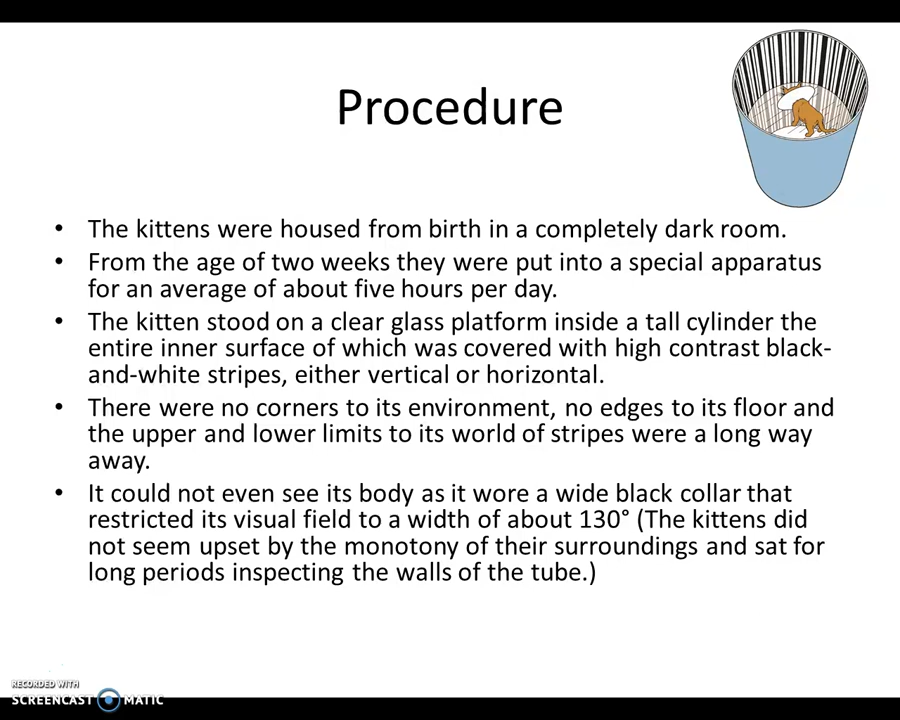 Procedure
• The kittens were housed from birth in a completely dark room.
• From the age of two weeks they were put into a special apparatus
for an average of about five hours per day.
• The kitten stood on a clear glass platform inside a tall cylinder the
entire inner surface of which was covered with high contrast black-
and-white stripes, either vertical or horizontal.
• There were no corners to its environment, no edges to its floor and
the upper and lower limits to its world of stripes were a long way
away.
• It could not even see its body as it wore a wide black collar that
restricted its visual field to a width of about 130° (The kittens did
not seem upset by the monotony of their surroundings and sat for
long periods inspecting the walls of the tube.)
RECORDED WITH
SCREENCAST MATIC